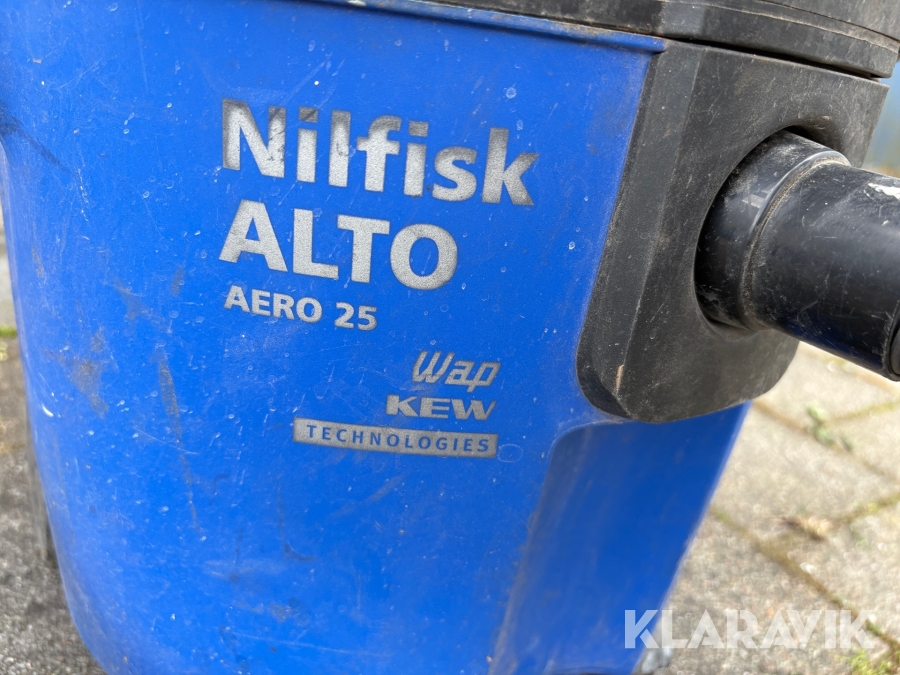 Nilfisk
ALTO
AERO 25
Wap
KEW
TECHNOLOGIES
KLARAVIK